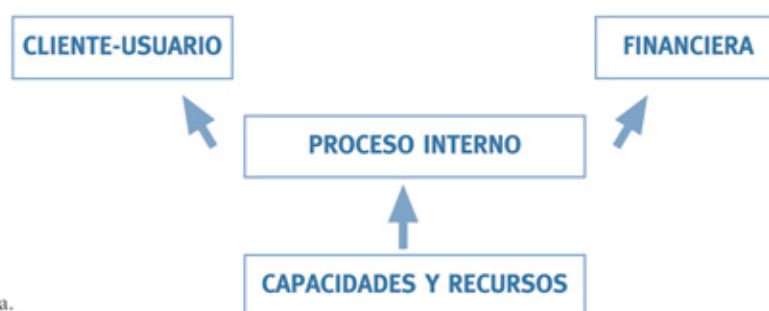 CLIENTE-USUARIO
FINANCIERA
PROCESO INTERNO
CAPACIDADES Y RECURSOS
a.